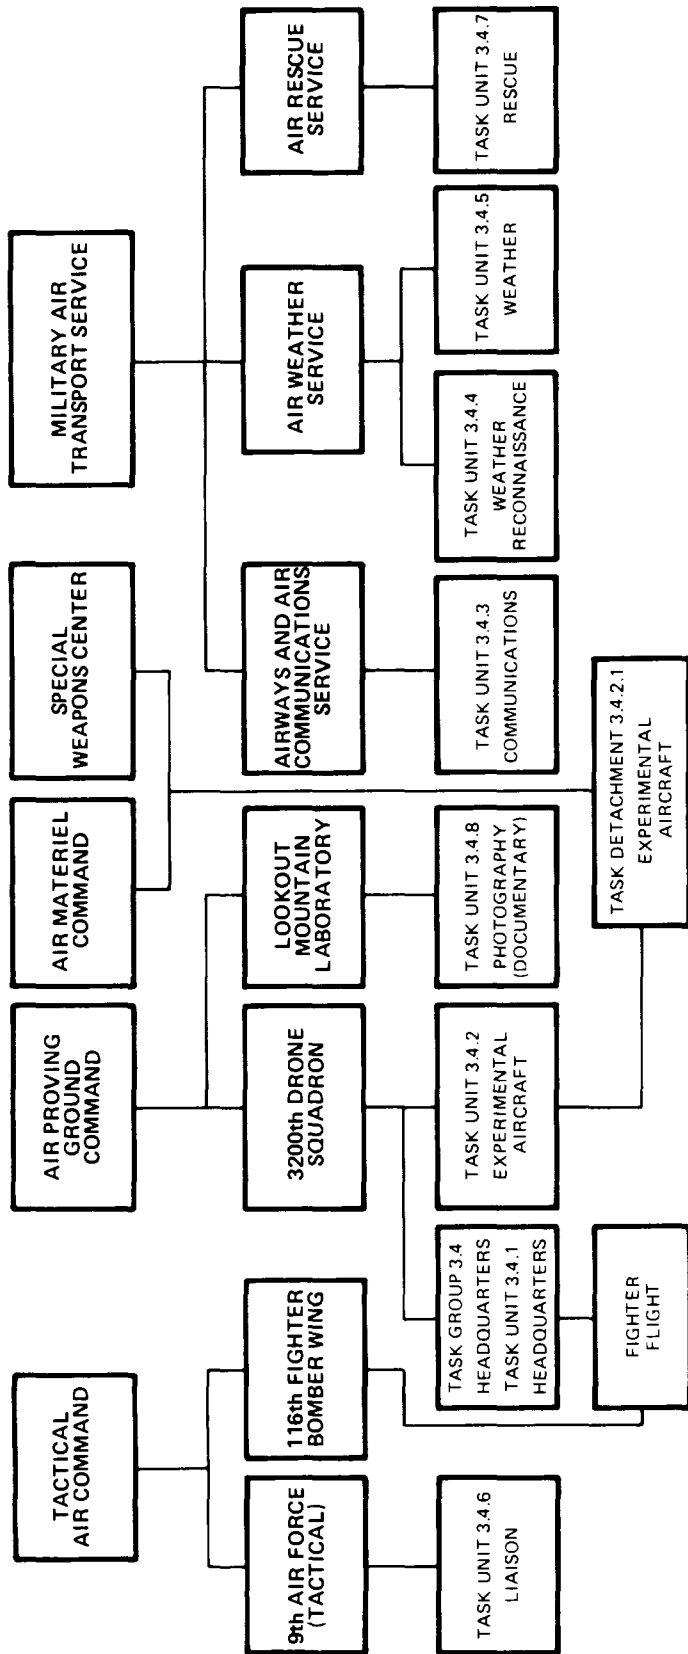 TACTICAL
AIR COMMAND
AIR PROVING
GROUND
COMMAND
AIR MATERIEL
COMMAND
SPECIAL
WEAPONS CENTER
MILITARY AIR
TRANSPORT SERVICE
9th AIR FORCE
(TACTICAL)
116th FIGHTER
BOMBER WING
3200th DRONE
SQUADRON
LOOKOUT
MOUNTAIN
LABORATORY
AIRWAYS AND AIR
COMMUNICATIONS
SERVICE
AIR WEATHER
SERVICE
AIR RESCUE
SERVICE
TASK UNIT 3.4.6
LIAISON
TASK GROUP 3.4
HEADQUARTERS
TASK UNIT 3.4.1
HEADQUARTERS
TASK UNIT 3.4.2
EXPERIMENTAL
AIRCRAFT
TASK UNIT 3.4.8
PHOTOGRAPHY
(DOCUMENTARY)
TASK UNIT 3.4.3
COMMUNICATIONS
TASK UNIT 3.4.4
WEATHER
RECONNAISSANCE
TASK UNIT 3.4.5
WEATHER
TASK UNIT 3.4.7
RESCUE
FIGHTER
FLIGHT
TASK DETACHMENT 3.4.2.1
EXPERIMENTAL
AIRCRAFT